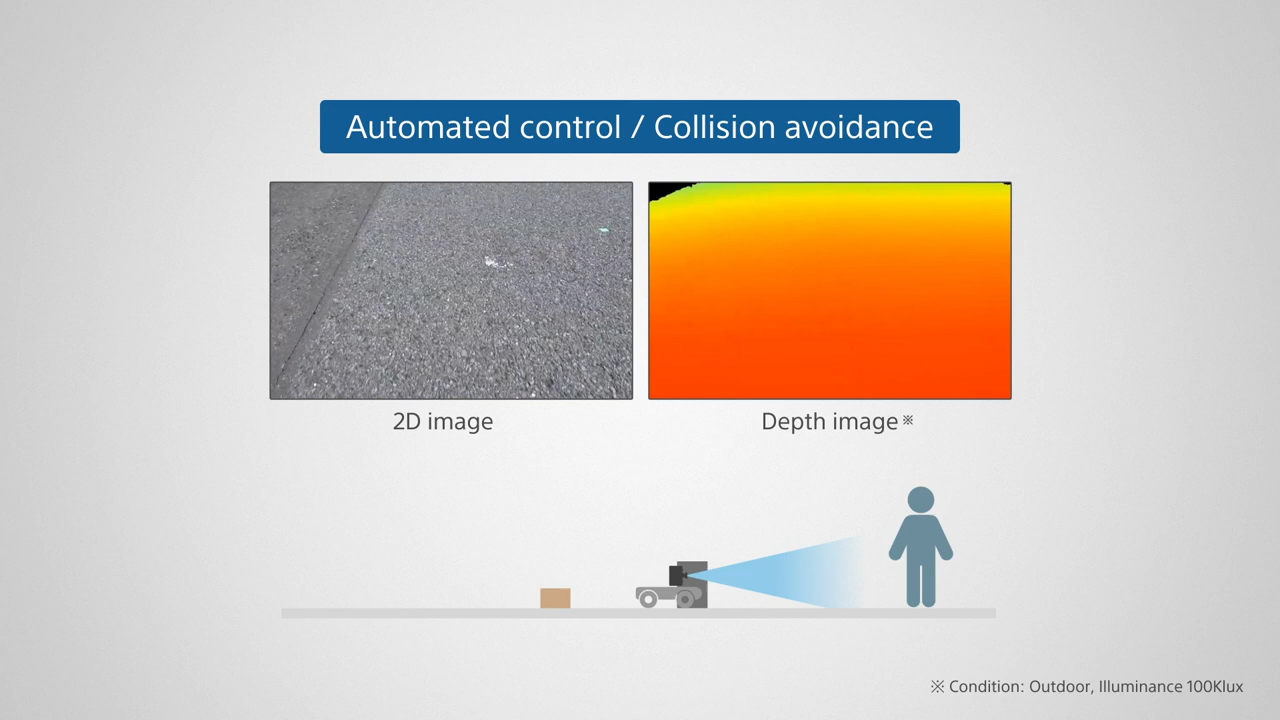 Automated control / Collision avoidance
2D image
Depth image※
※ Condition: Outdoor, Illuminance 100Klux